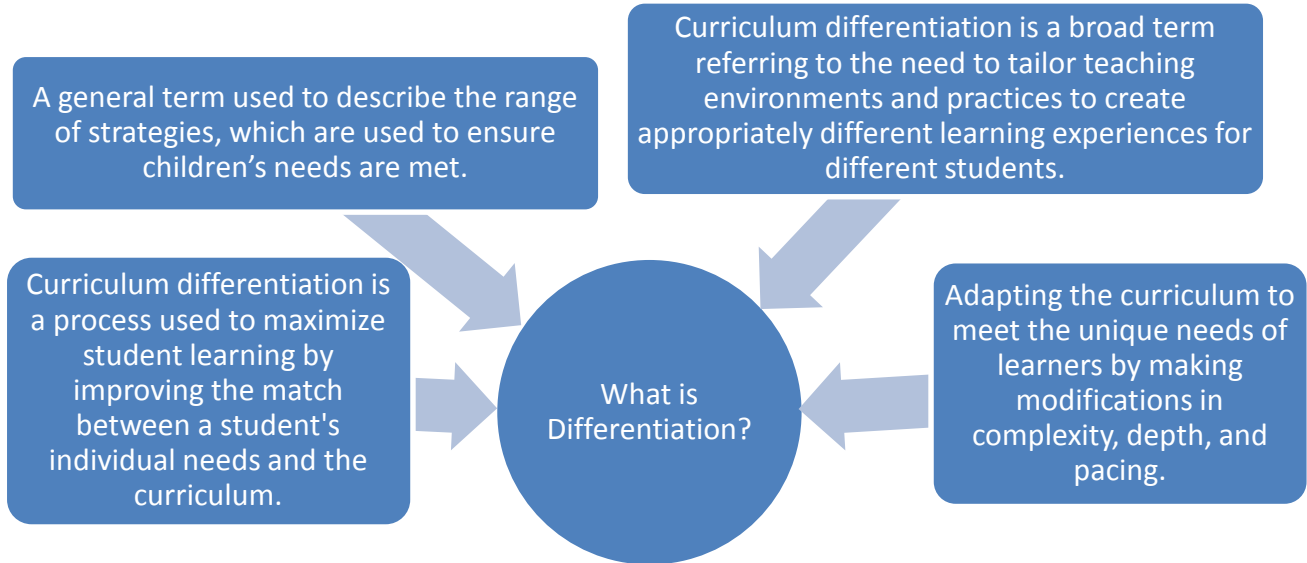 A general term used to describe the range
of strategies, which are used to ensure
children’s needs are met.
Curriculum differentiation is a broad term
referring to the need to tailor teaching
environments and practices to create
appropriately different learning experiences for
different students.
Curriculum differentiation is
a process used to maximize
student learning by
improving the match
between a student's
individual needs and the
curriculum.
What is
Differentiation?
Adapting the curriculum to
meet the unique needs of
learners by making
modifications in
complexity, depth, and
pacing.